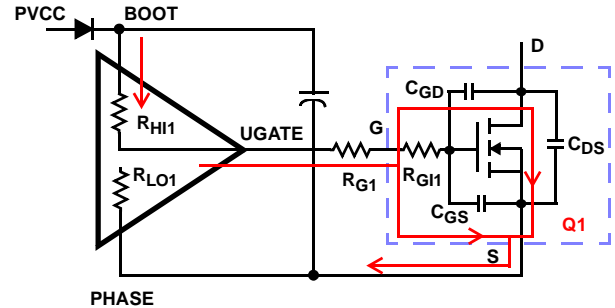 PVCC
BOOT
D
CGD
RHI1
UGATE
G
CDS
RLO1
RG1
RGI1
CGS
Q1
S
PHASE